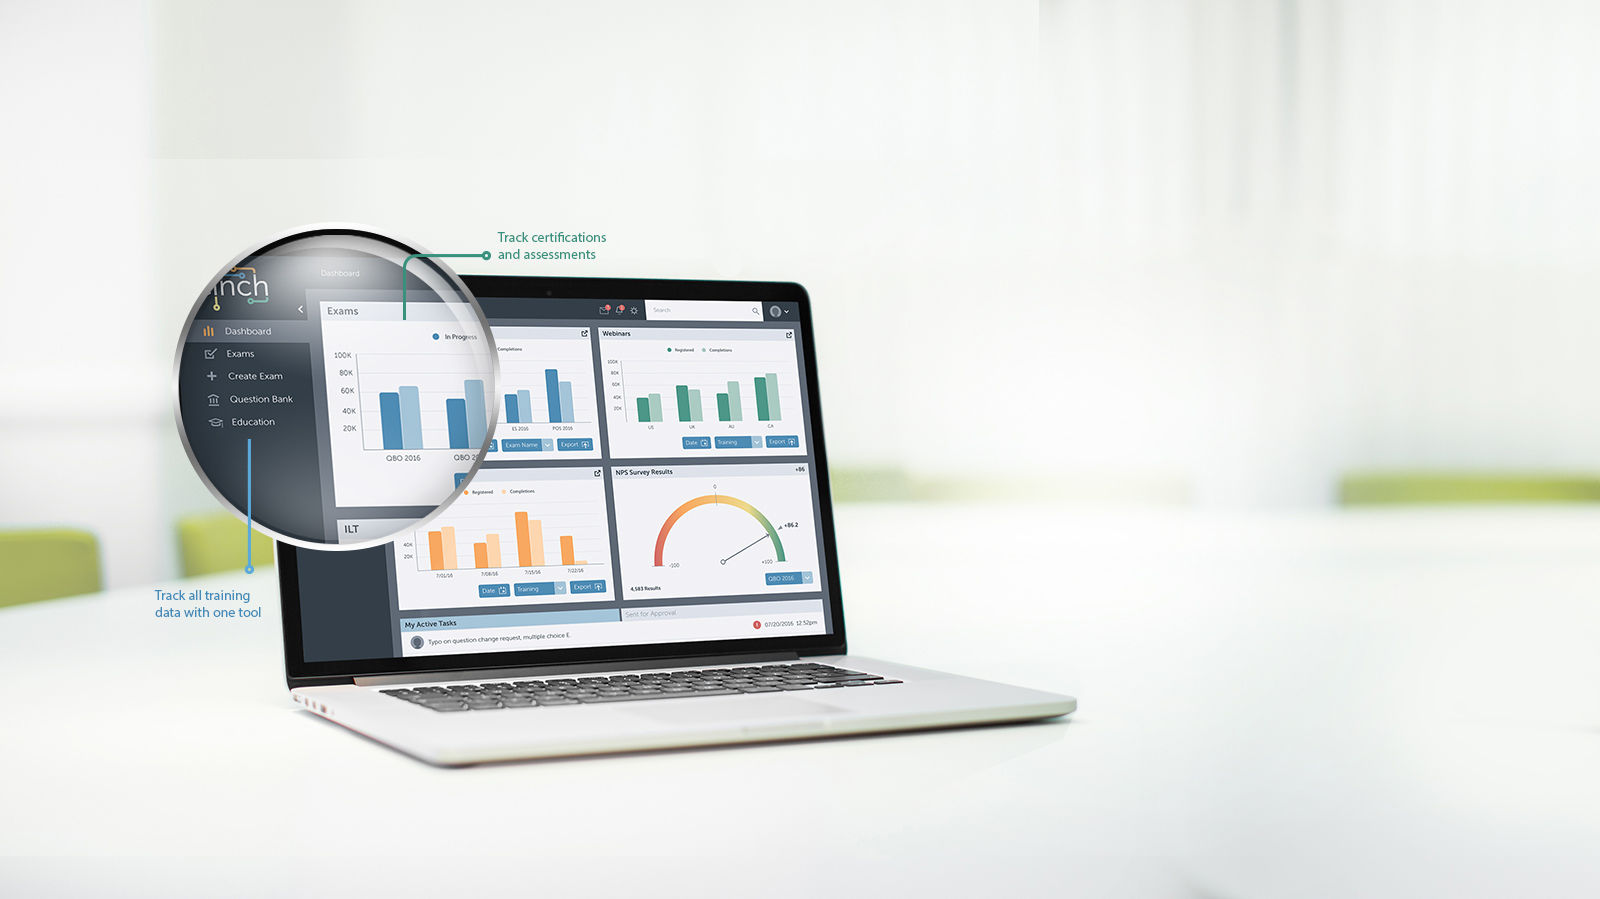 Track certifications
and assessments
inch
Dashboard
Dashboard
Exams
Create Exam
Question Bank
Education
Exams
In Progress
100K
80K
60K
40K
20K
QBO 2016
QBO 20
ILT
Search
Completions
ES 2016
POS 2016
Exam Name
Export
Webinars
Registered
Completions
100K
80K
60K
40K
20K
US
UK
AU
CA
Date
Training
Export
Registered
Completions
40K
20K
7/01/16
7/08/16
7/15/16
7/22/16
Date
Training
Export
NPS Survey Results
+86
0
+86.2
-100
+100
QBO 2016
4,583 Results
My Active Tasks
Sent for Approval
Typo on question change request, multiple choice E.
07/20/2016 12:52pm
Track all training
data with one tool